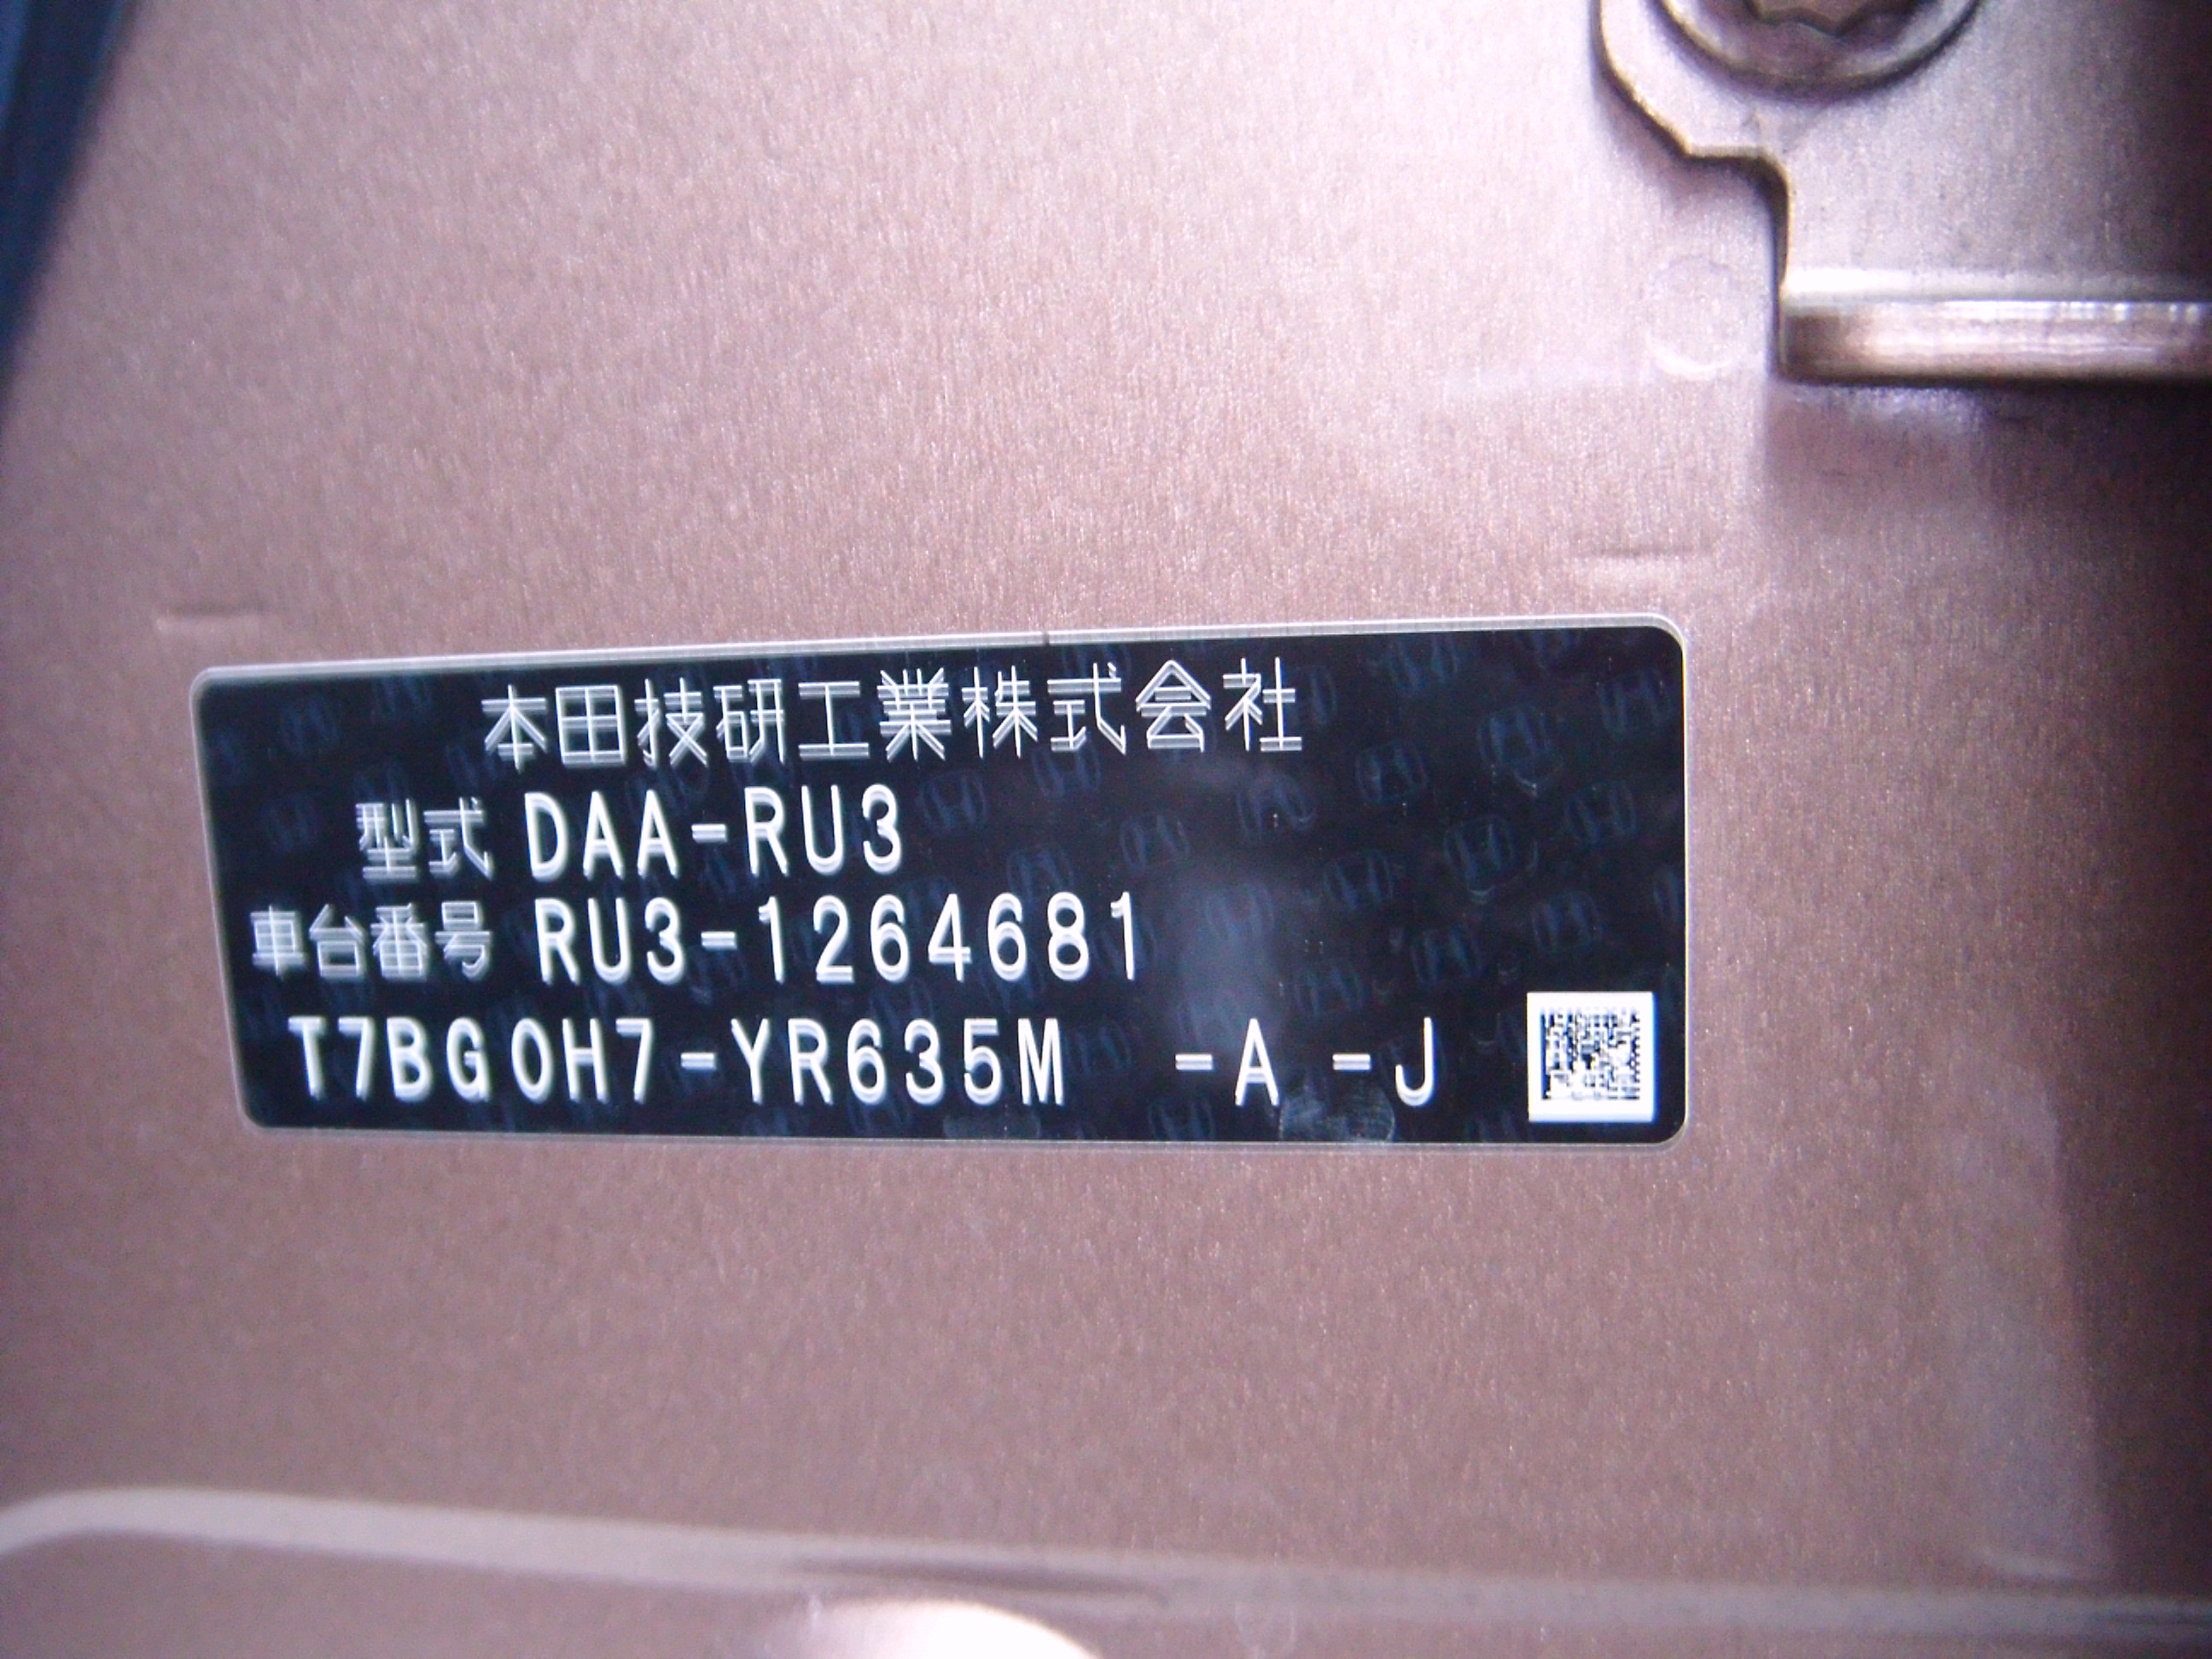 本田技研工業株式会社
型式 DAA-RU3
車台番号 RU3-1264681
T7BG0H7-YR635M -A -J